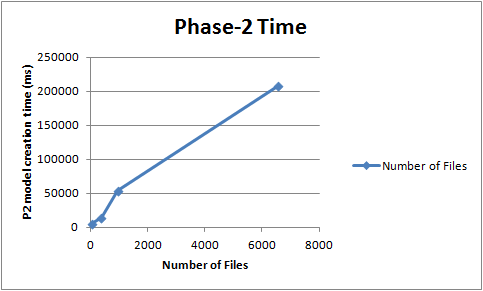 Phase-2 Time
P2 model creation time (ms)
250000
200000
150000
100000
50000
0
0 2000 4000 6000 8000
Number of Files
Number of Files